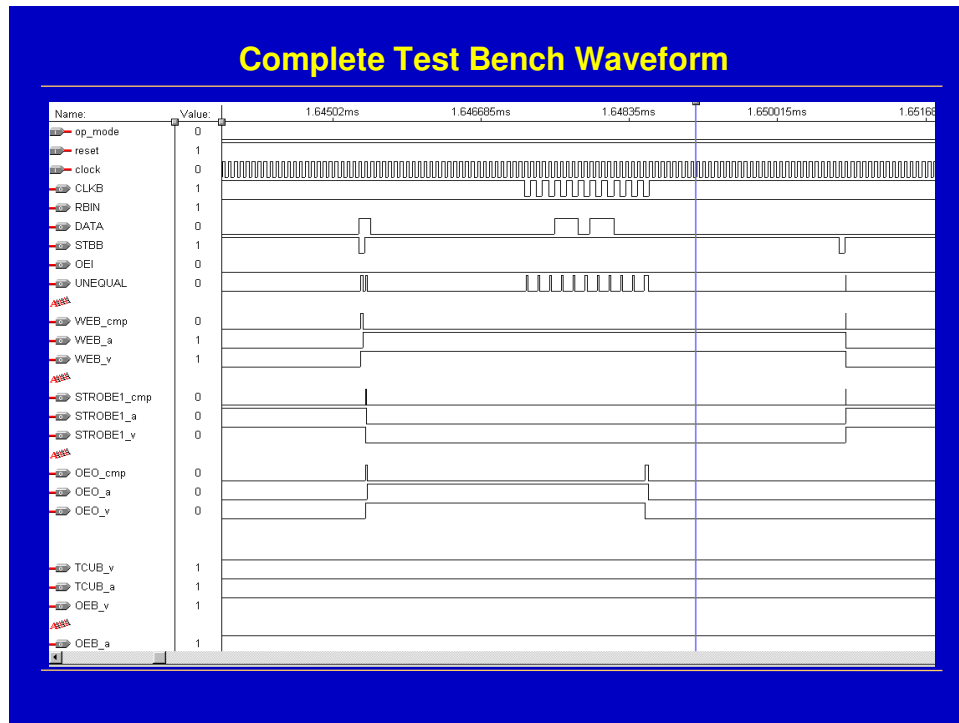 Complete Test Bench Waveform
Name: Value: 1.64502ms 1.646685ms 1.64835ms 1.650015ms 1.65168
op_mode 0
reset 1
clock 0
CLKB 1
RBIN 1
DATA 0
STBB 1
OEI 0
UNEQUAL 0
WEB_cmp 0
WEB_a 1
WEB_v 1
STROBE1_cmp 0
STROBE1_a 0
STROBE1_v 0
OEO_cmp 0
OEO_a 0
OEO_v 0
TCUB_v 1
TCUB_a 1
OEB_v 1
OEB_a 1